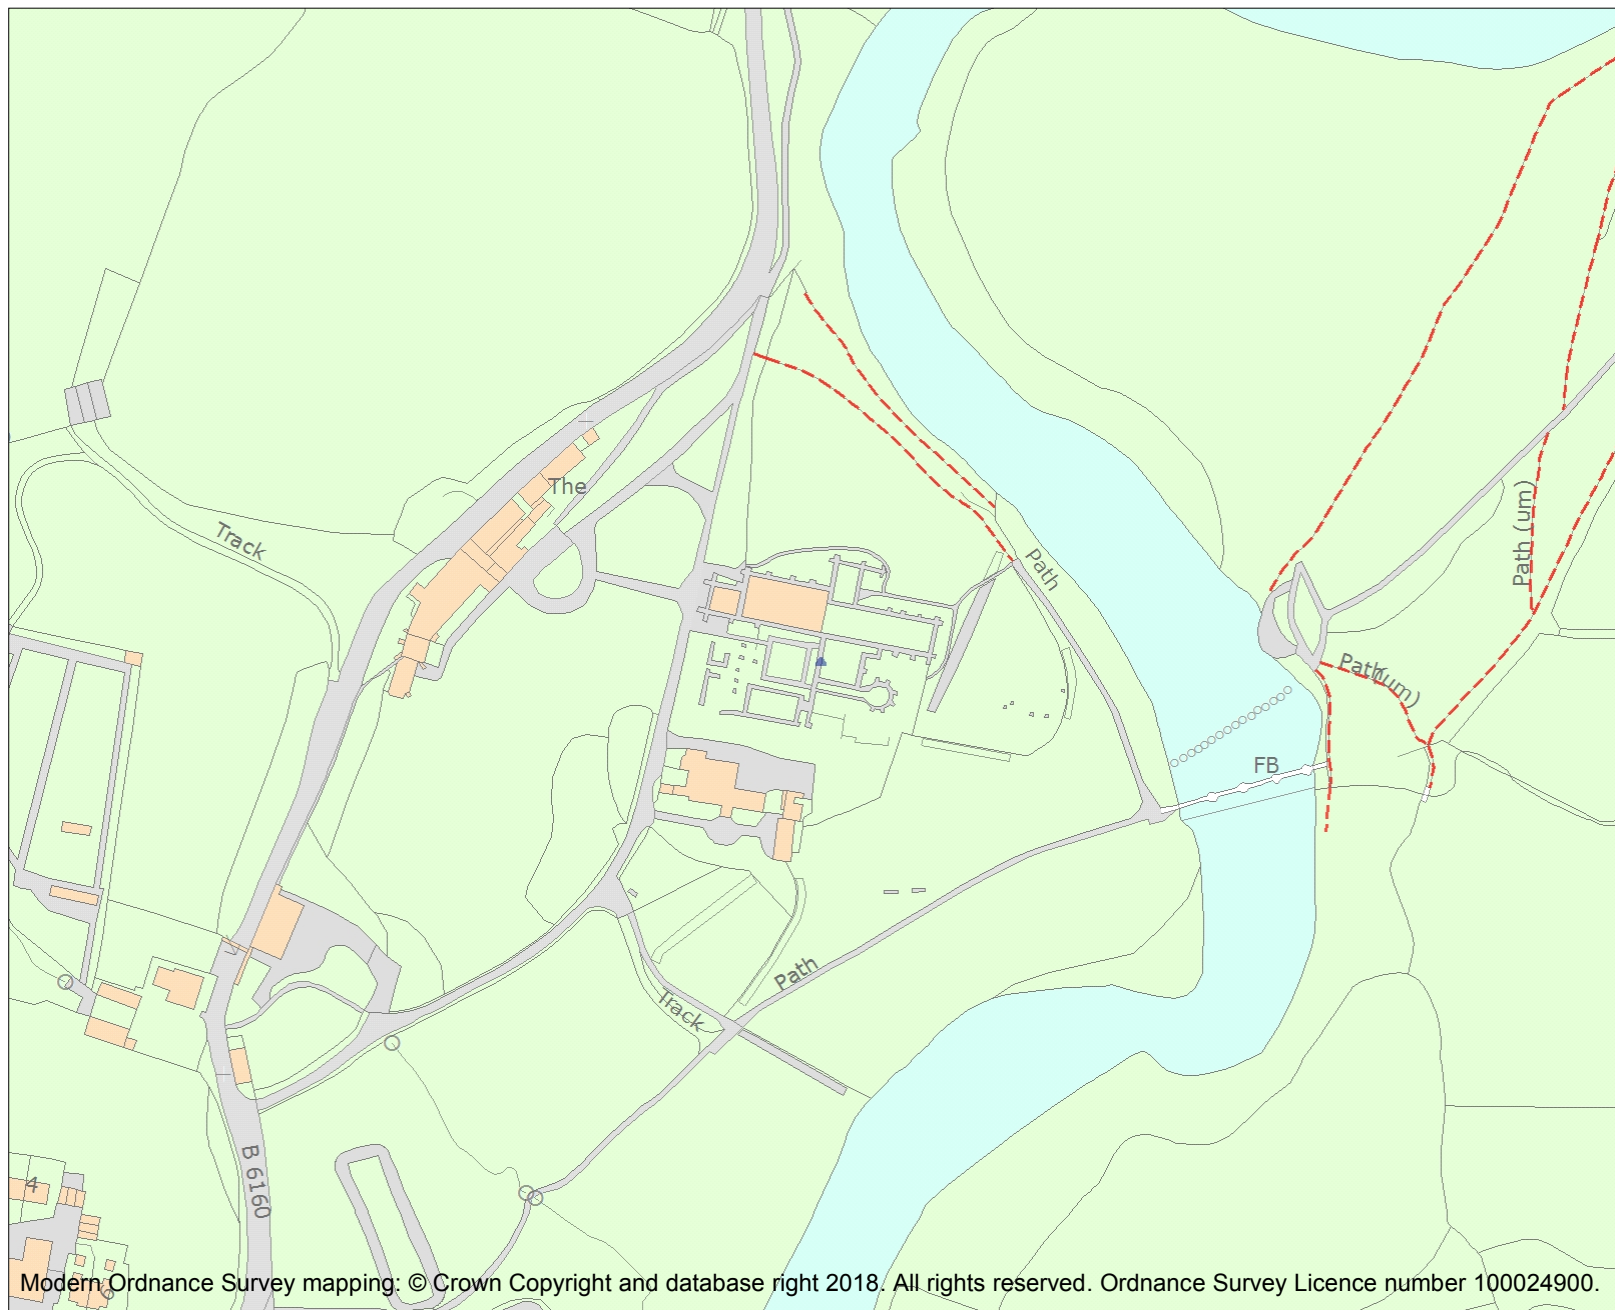 The
Track
Path
Path (um)
Path(um)
FB
Path
Track
B 6160
4
Modern Ordnance Survey mapping: © Crown Copyright and database right 2018. All rights reserved. Ordnance Survey Licence number 100024900.